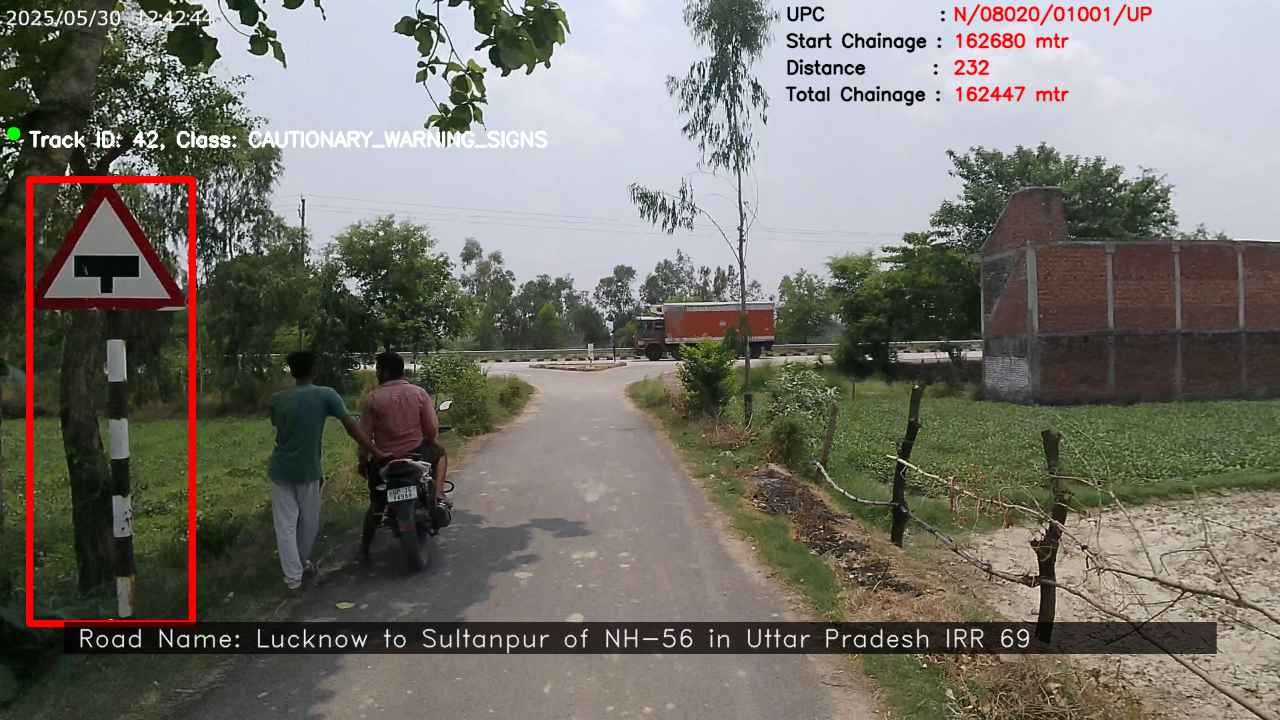 2025/05/30 12:42:44
UPC : N/08020/01001/UP
Start Chainage : 162680 mtr
Distance : 232
Total Chainage : 162447 mtr
Track ID: 42, Class: CAUTIONARY_WARNING_SIGNS
Road Name: Lucknow to Sultanpur of NH-56 in Uttar Pradesh IRR 69